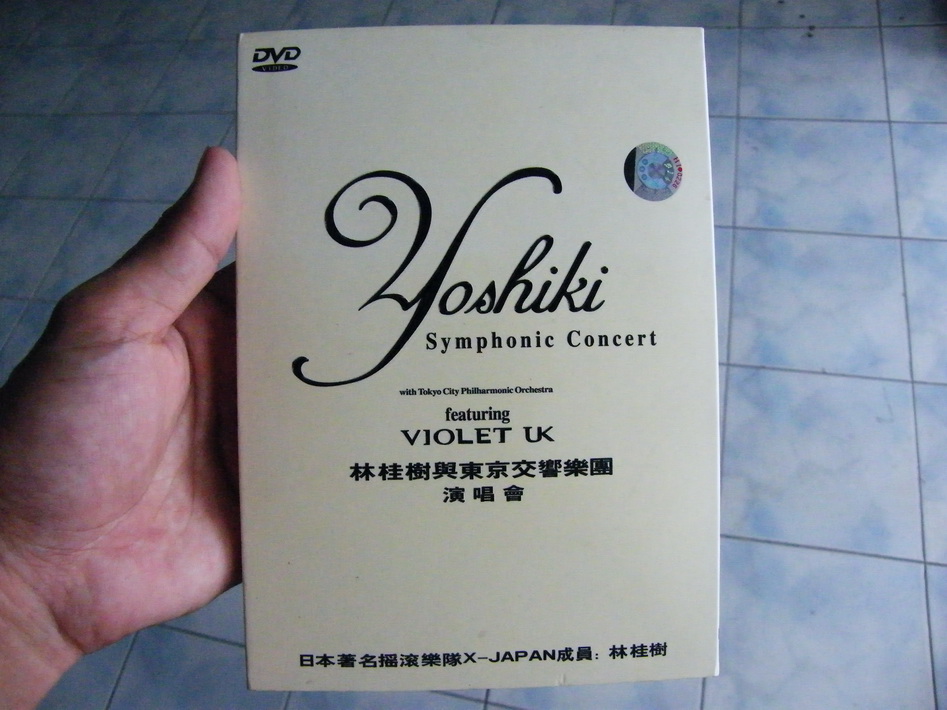 DVD
VIDEO
Yoshiki
Symphonic Concert
with Tokyo City Philharmonic Orchestra
featuring
VIOLET UK
林桂樹與東京交響樂團
演唱會
日本著名摇滾樂隊X-JAPAN成員: 林桂樹